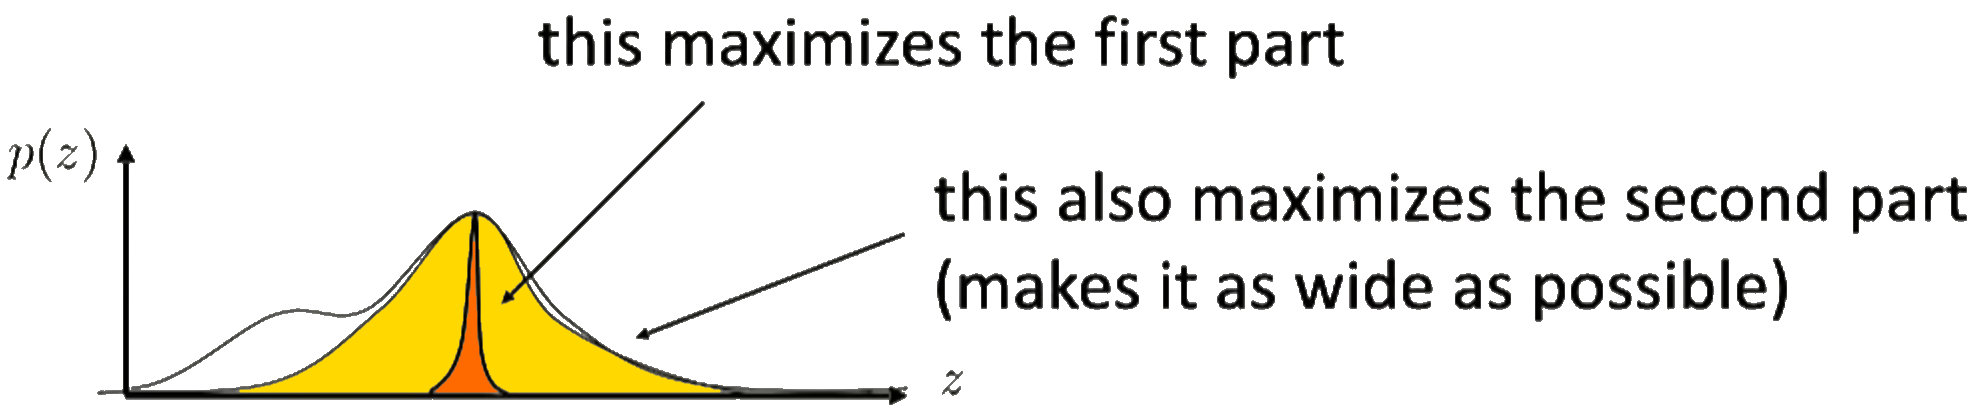 this maximizes the first part
p(z)
this also maximizes the second part
(makes it as wide as possible)
z